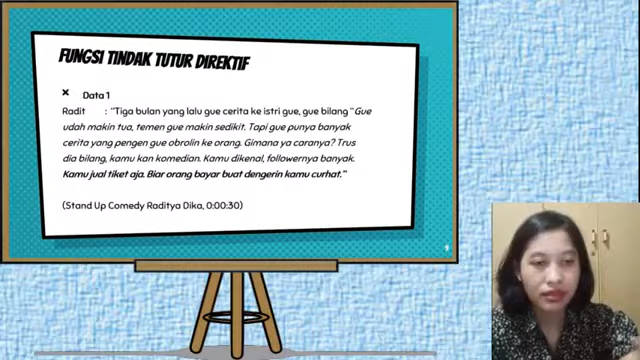 FUNGSI TINDAK TUTUR DIREKTIF
× Data 1
Radit : "Tiga bulan yang lalu gue cerita ke istri gue, gue bilang "Gue
udah makin tua, temen gue makin sedikit. Tapi gue punya banyak
cerita yang pengen gue obrolin ke orang. Gimana ya caranya? Trus
dia bilang, kamu kan komedian. Kamu dikenal, followernya banyak.
Kamu jual tiket aja. Biar orang bayar buat dengerin kamu curhat."
(Stand Up Comedy Raditya Dika, 0:00:30)
9